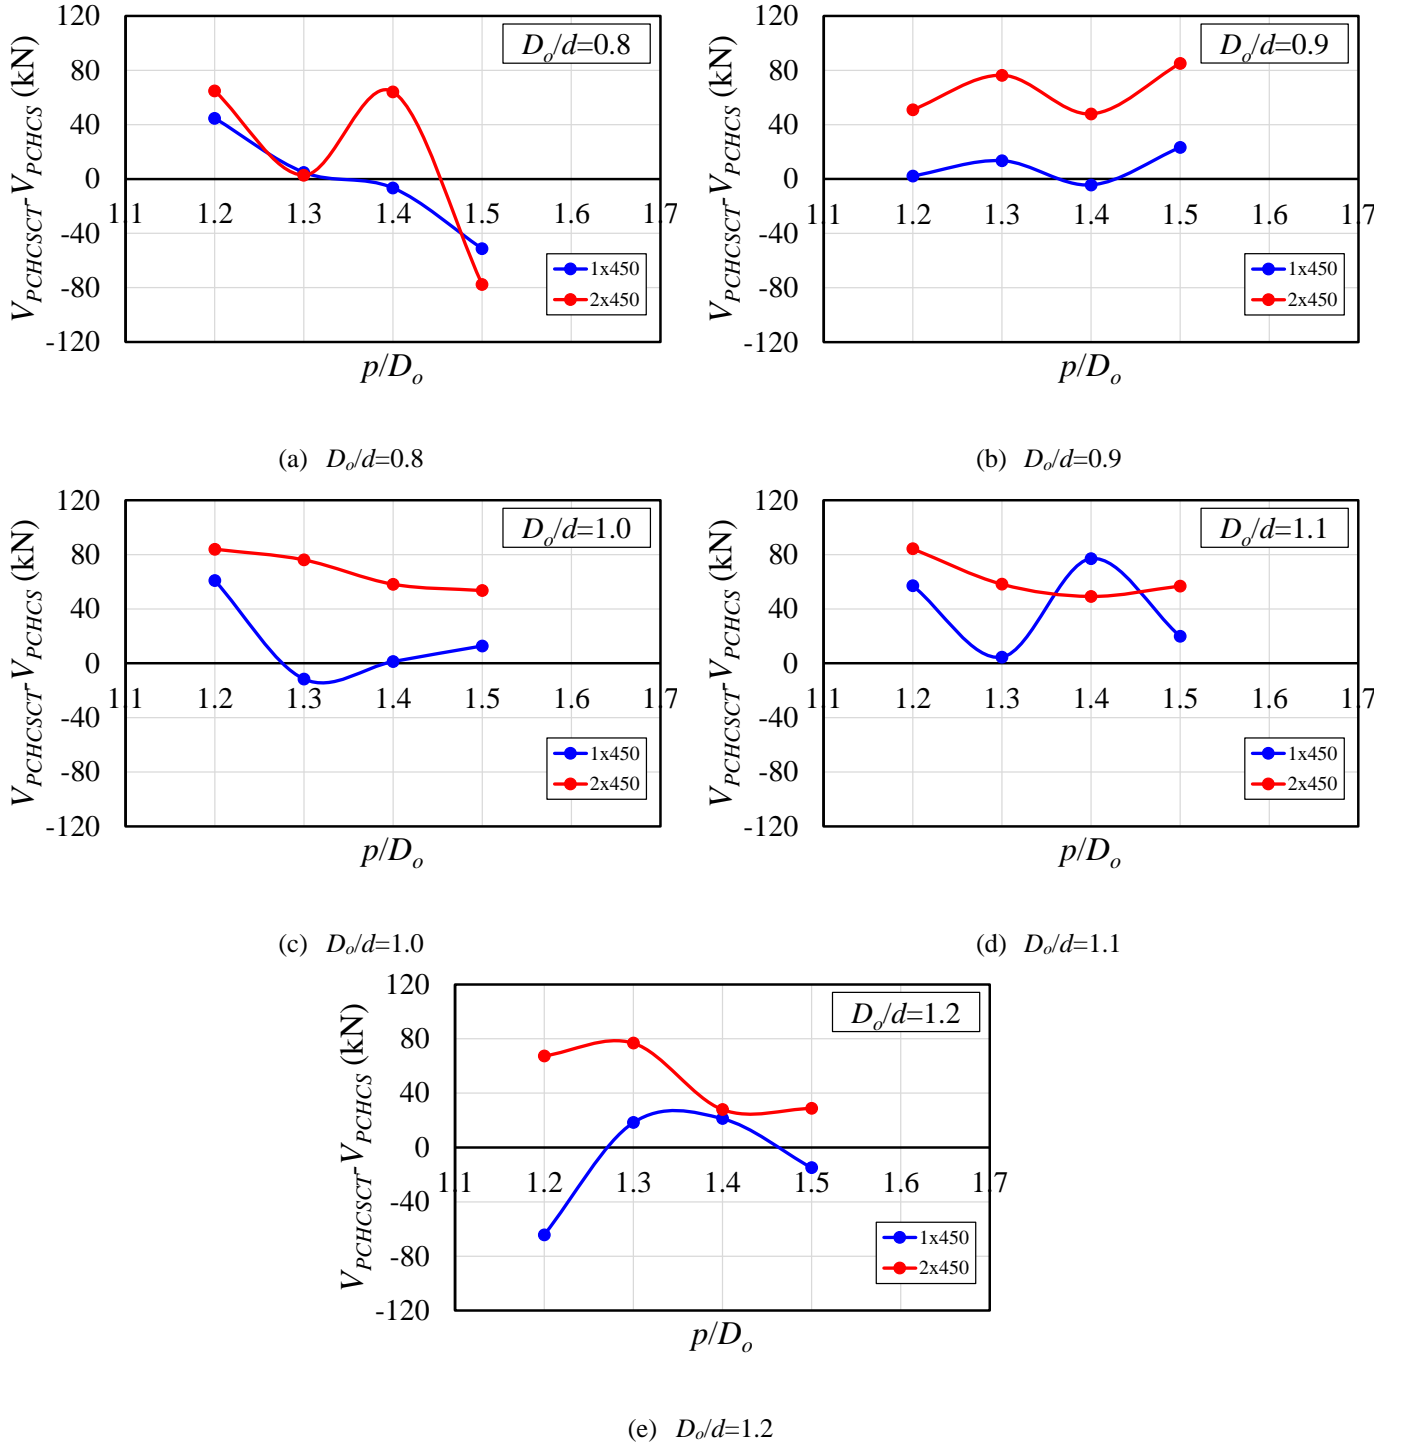 120
80
40
0
-40
-80
-120
V_PCHCSCT-V_PCHCS (kN)
D_o/d=0.8
1.1 1.2 1.3 1.4 1.5 1.6 1.7
1x450
2x450
p/D_o
(a) D_o/d=0.8
120
80
40
0
-40
-80
-120
V_PCHCSCT-V_PCHCS (kN)
D_o/d=0.9
1.1 1.2 1.3 1.4 1.5 1.6 1.7
1x450
2x450
p/D_o
(b) D_o/d=0.9
120
80
40
0
-40
-80
-120
V_PCHCSCT-V_PCHCS (kN)
D_o/d=1.0
1.1 1.2 1.3 1.4 1.5 1.6 1.7
1x450
2x450
p/D_o
(c) D_o/d=1.0
120
80
40
0
-40
-80
-120
V_PCHCSCT-V_PCHCS (kN)
D_o/d=1.1
1.1 1.2 1.3 1.4 1.5 1.6 1.7
1x450
2x450
p/D_o
(d) D_o/d=1.1
120
80
40
0
-40
-80
-120
V_PCHCSCT-V_PCHCS (kN)
D_o/d=1.2
1.1 1.2 1.3 1.4 1.5 1.6 1.7
1x450
2x450
p/D_o
(e) D_o/d=1.2